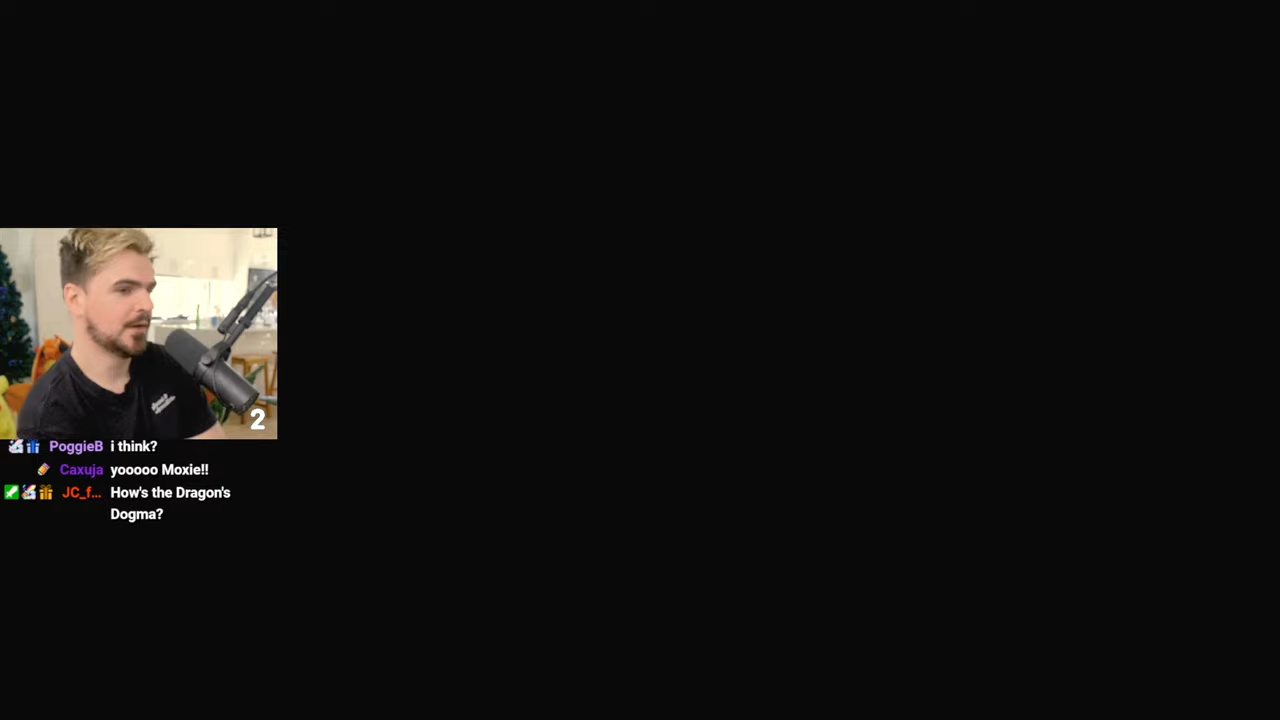 2
PoggieB i think?
Caxuja yooooo Moxie!!
JC_f... How's the Dragon's
Dogma?